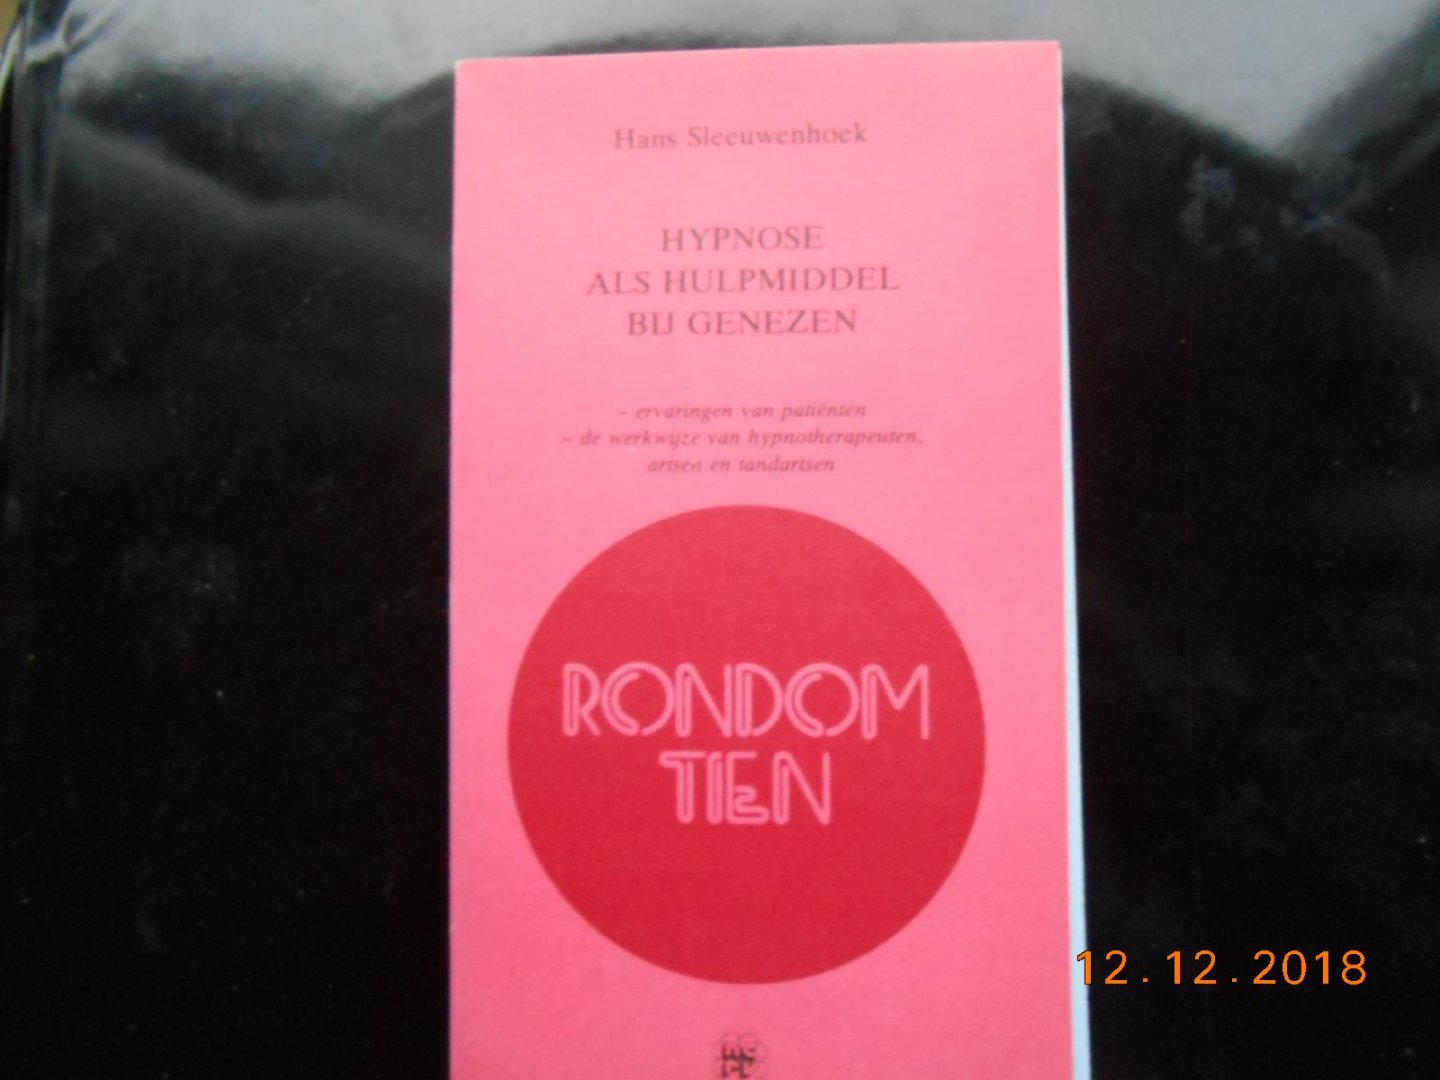 Hans Sleeuwenhoek
HYPNOSE
ALS HULPMIDDEL
BIJ GENEZEN
– ervaringen van patiënten
– de werkwijze van hypnotherapeuten,
artsen en tandartsen
RONDOM
TIEN
12.12.2018